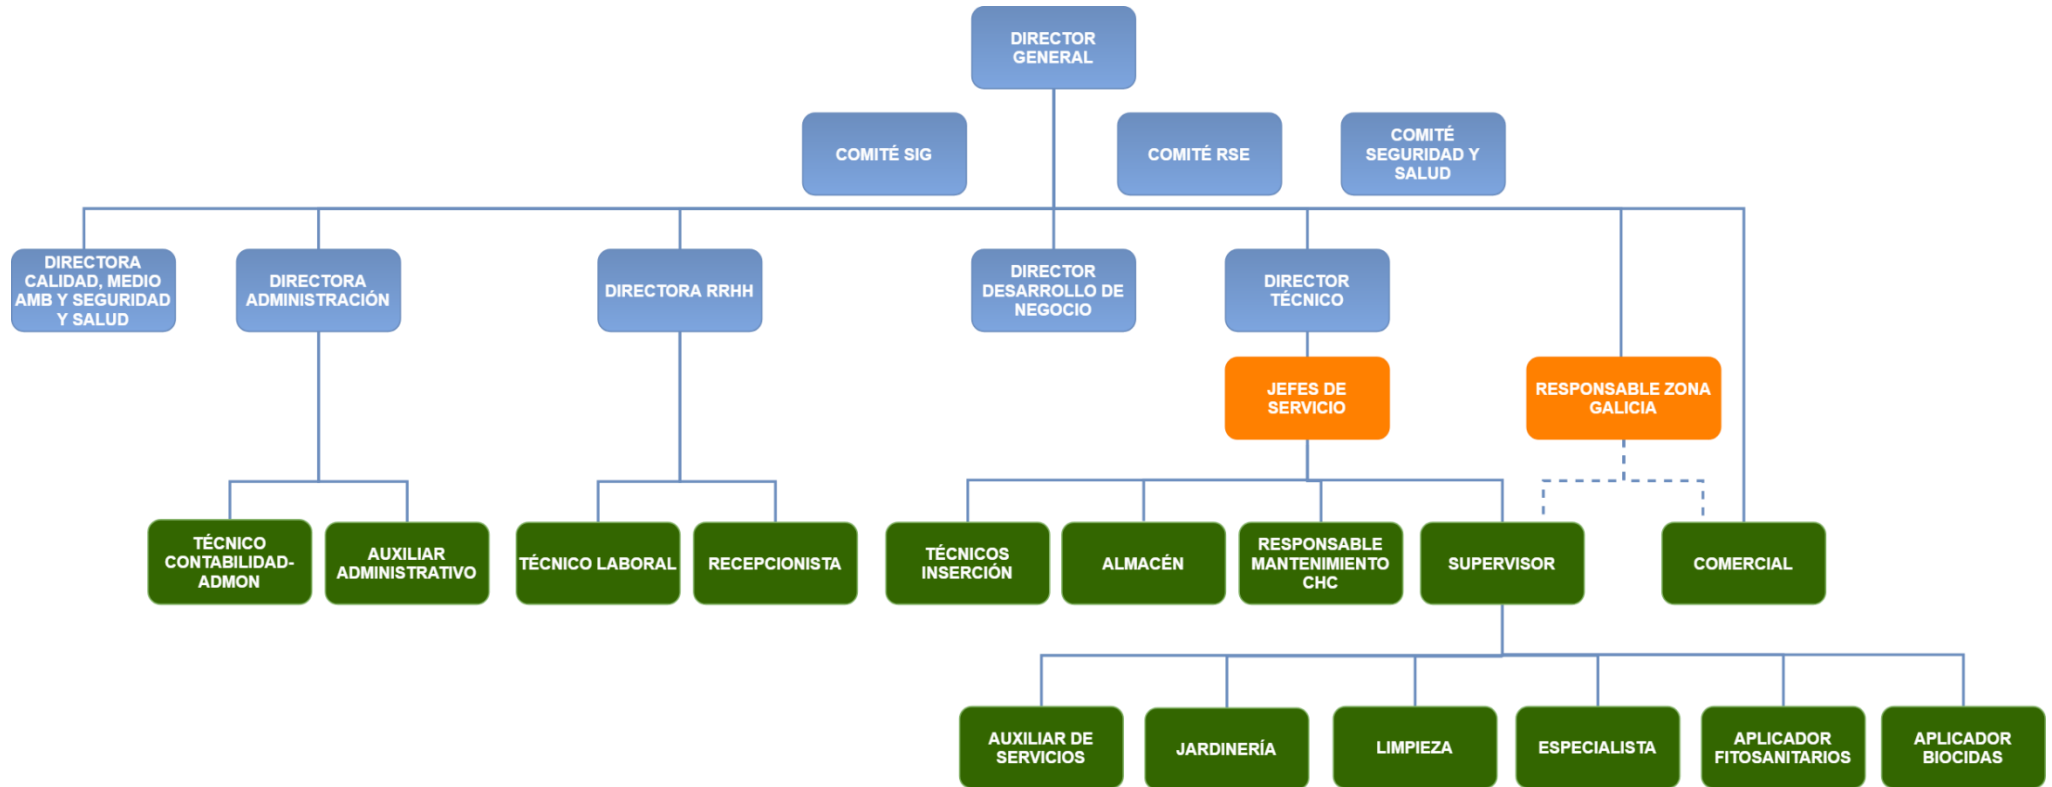 DIRECTOR
GENERAL
COMITÉ SIG
COMITÉ RSE
COMITÉ
SEGURIDAD Y
SALUD
DIRECTORA
CALIDAD, MEDIO
AMB Y SEGURIDAD
Y SALUD
DIRECTORA
ADMINISTRACIÓN
DIRECTORA RRHH
DIRECTOR
DESARROLLO DE
NEGOCIO
DIRECTOR
TÉCNICO
JEFES DE
SERVICIO
RESPONSABLE ZONA
GALICIA
TÉCNICO
CONTABILIDAD-
ADMON
AUXILIAR
ADMINISTRATIVO
TÉCNICO LABORAL
RECEPCIONISTA
TÉCNICOS
INSERCIÓN
ALMACÉN
RESPONSABLE
MANTENIMIENTO
CHC
SUPERVISOR
COMERCIAL
AUXILIAR DE
SERVICIOS
JARDINERÍA
LIMPIEZA
ESPECIALISTA
APLICADOR
FITOSANITARIOS
APLICADOR
BIOCIDAS